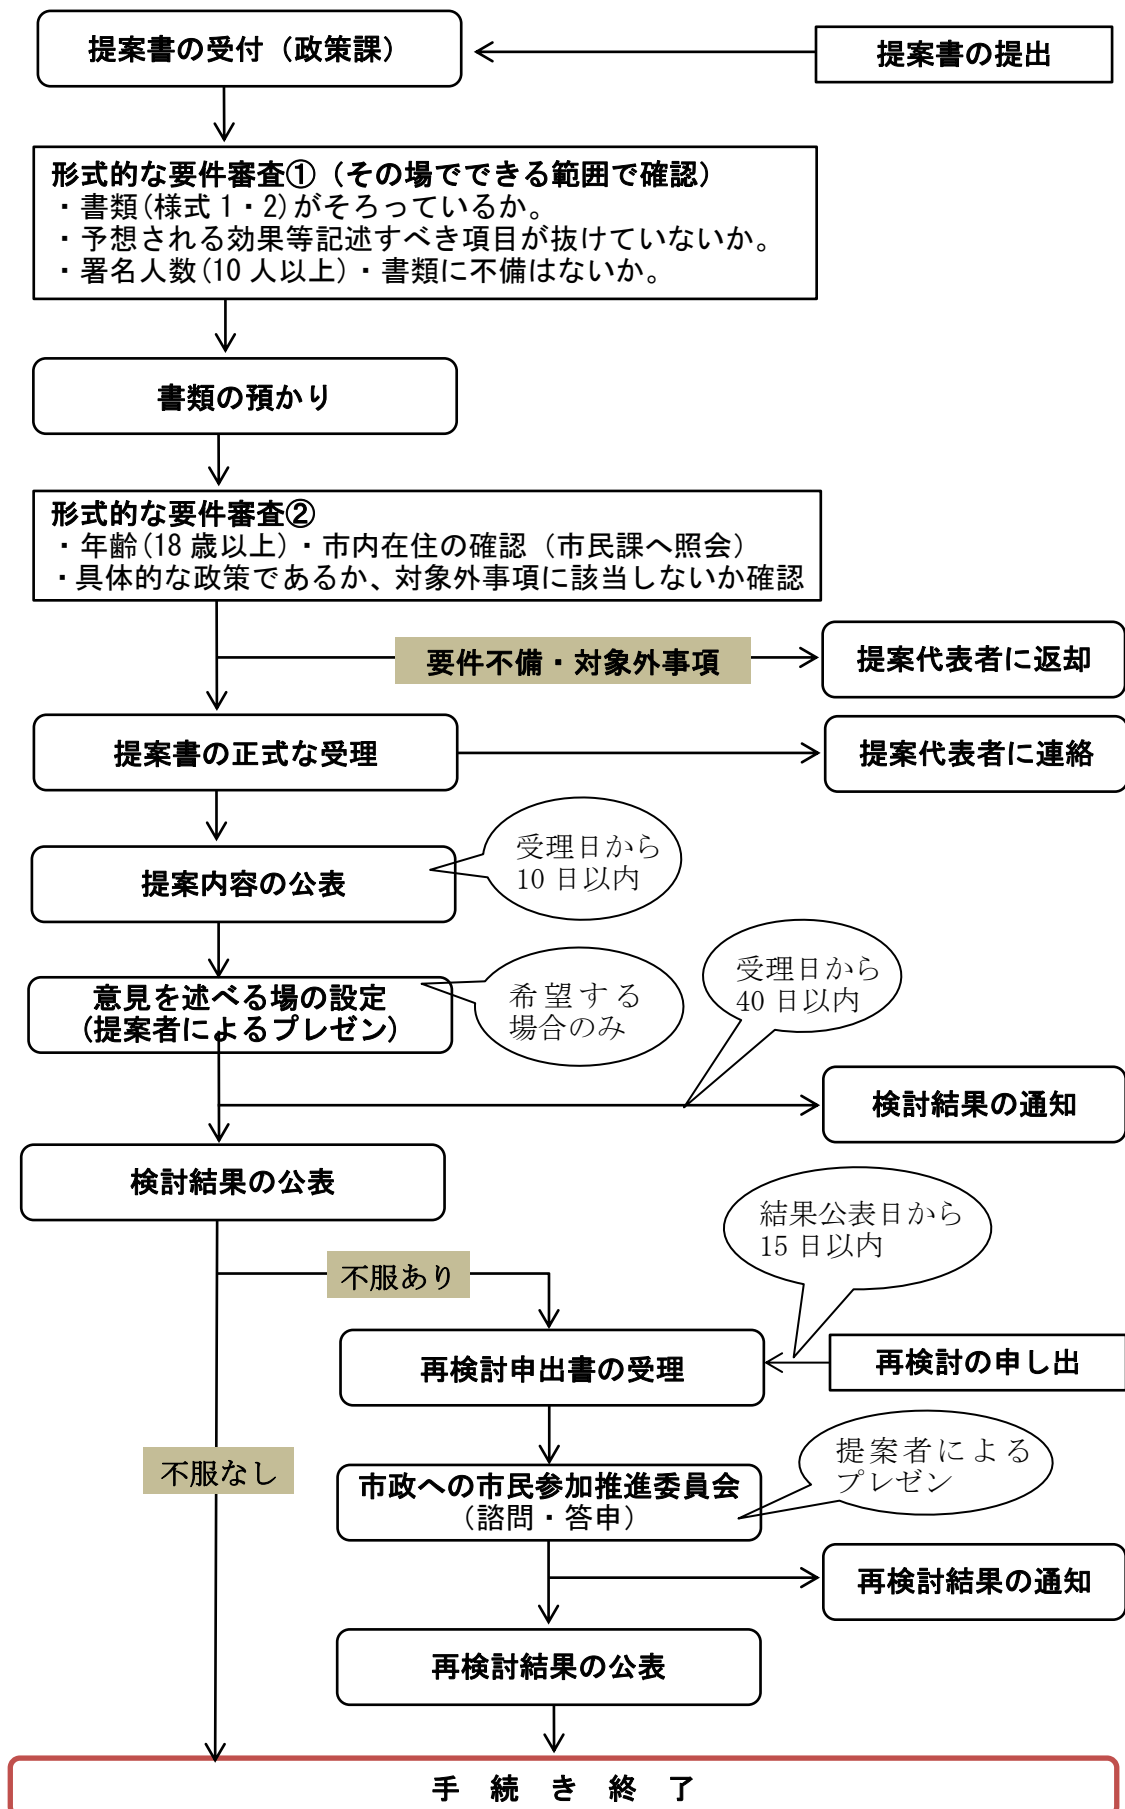 提案書の受付（政策課）
提案書の提出
形式的な要件審査①（その場でできる範囲で確認）
・書類(様式1・2)がそろっているか。
・予想される効果等記述すべき項目が抜けていないか。
・署名人数(10人以上)・書類に不備はないか。
書類の預かり
形式的な要件審査②
・年齢(18歳以上)・市内在住の確認（市民課へ照会）
・具体的な政策であるか、対象外事項に該当しないか確認
要件不備・対象外事項
提案代表者に返却
提案書の正式な受理
提案代表者に連絡
受理日から
10日以内
提案内容の公表
受理日から
40日以内
意見を述べる場の設定
(提案者によるプレゼン)
希望する
場合のみ
検討結果の通知
検討結果の公表
結果公表日から
15日以内
不服あり
再検討申出書の受理
再検討の申し出
不服なし
提案者による
プレゼン
市政への市民参加推進委員会
（諮問・答申）
再検討結果の通知
再検討結果の公表
手続き終了